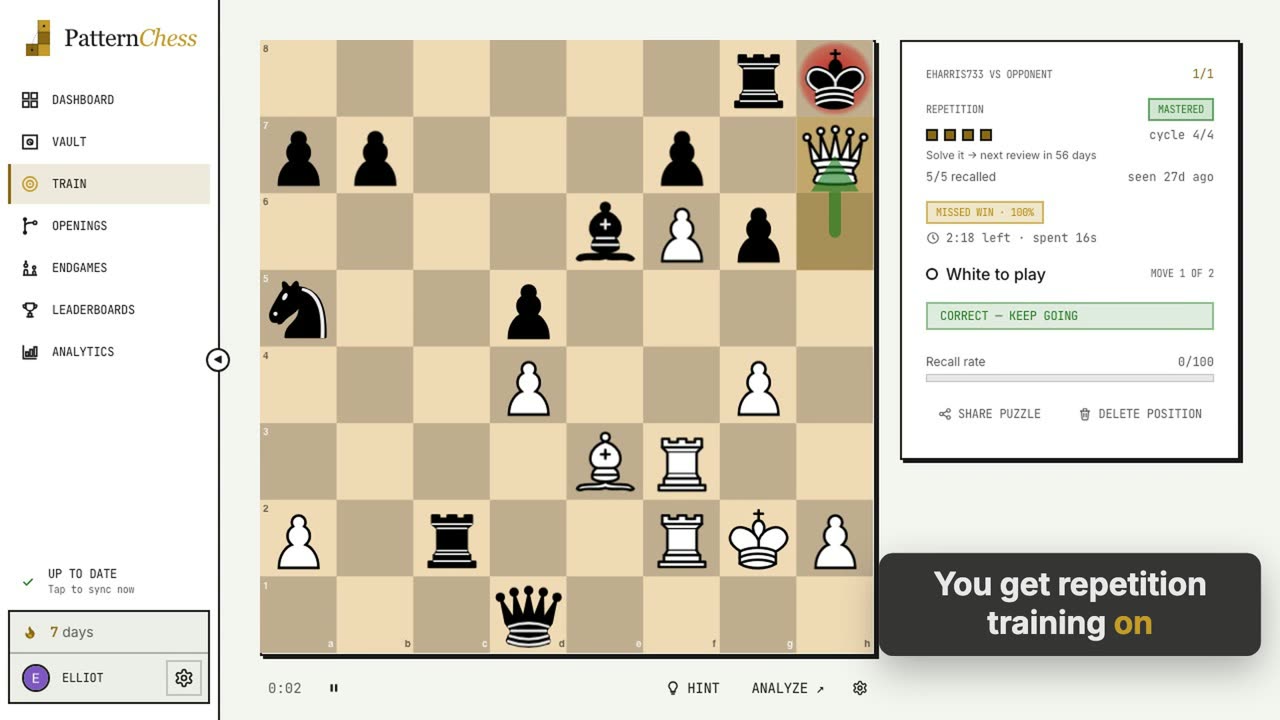 PatternChess
DASHBOARD
VAULT
TRAIN
OPENINGS
ENDGAMES
LEADERBOARDS
ANALYTICS
UP TO DATE
Tap to sync now
7 days
E
ELLIOT
8
7
6
5
4
3
2
1
a
b
c
d
e
f
g
h
0:02
HINT
ANALYZE ↗
EHARRIS733 VS OPPONENT
1/1
REPETITION
MASTERED
cycle 4/4
Solve it → next review in 56 days
5/5 recalled
seen 27d ago
MISSED WIN · 100%
2:18 left · spent 16s
White to play
MOVE 1 OF 2
CORRECT — KEEP GOING
Recall rate
0/100
SHARE PUZZLE
DELETE POSITION
You get repetition
training on